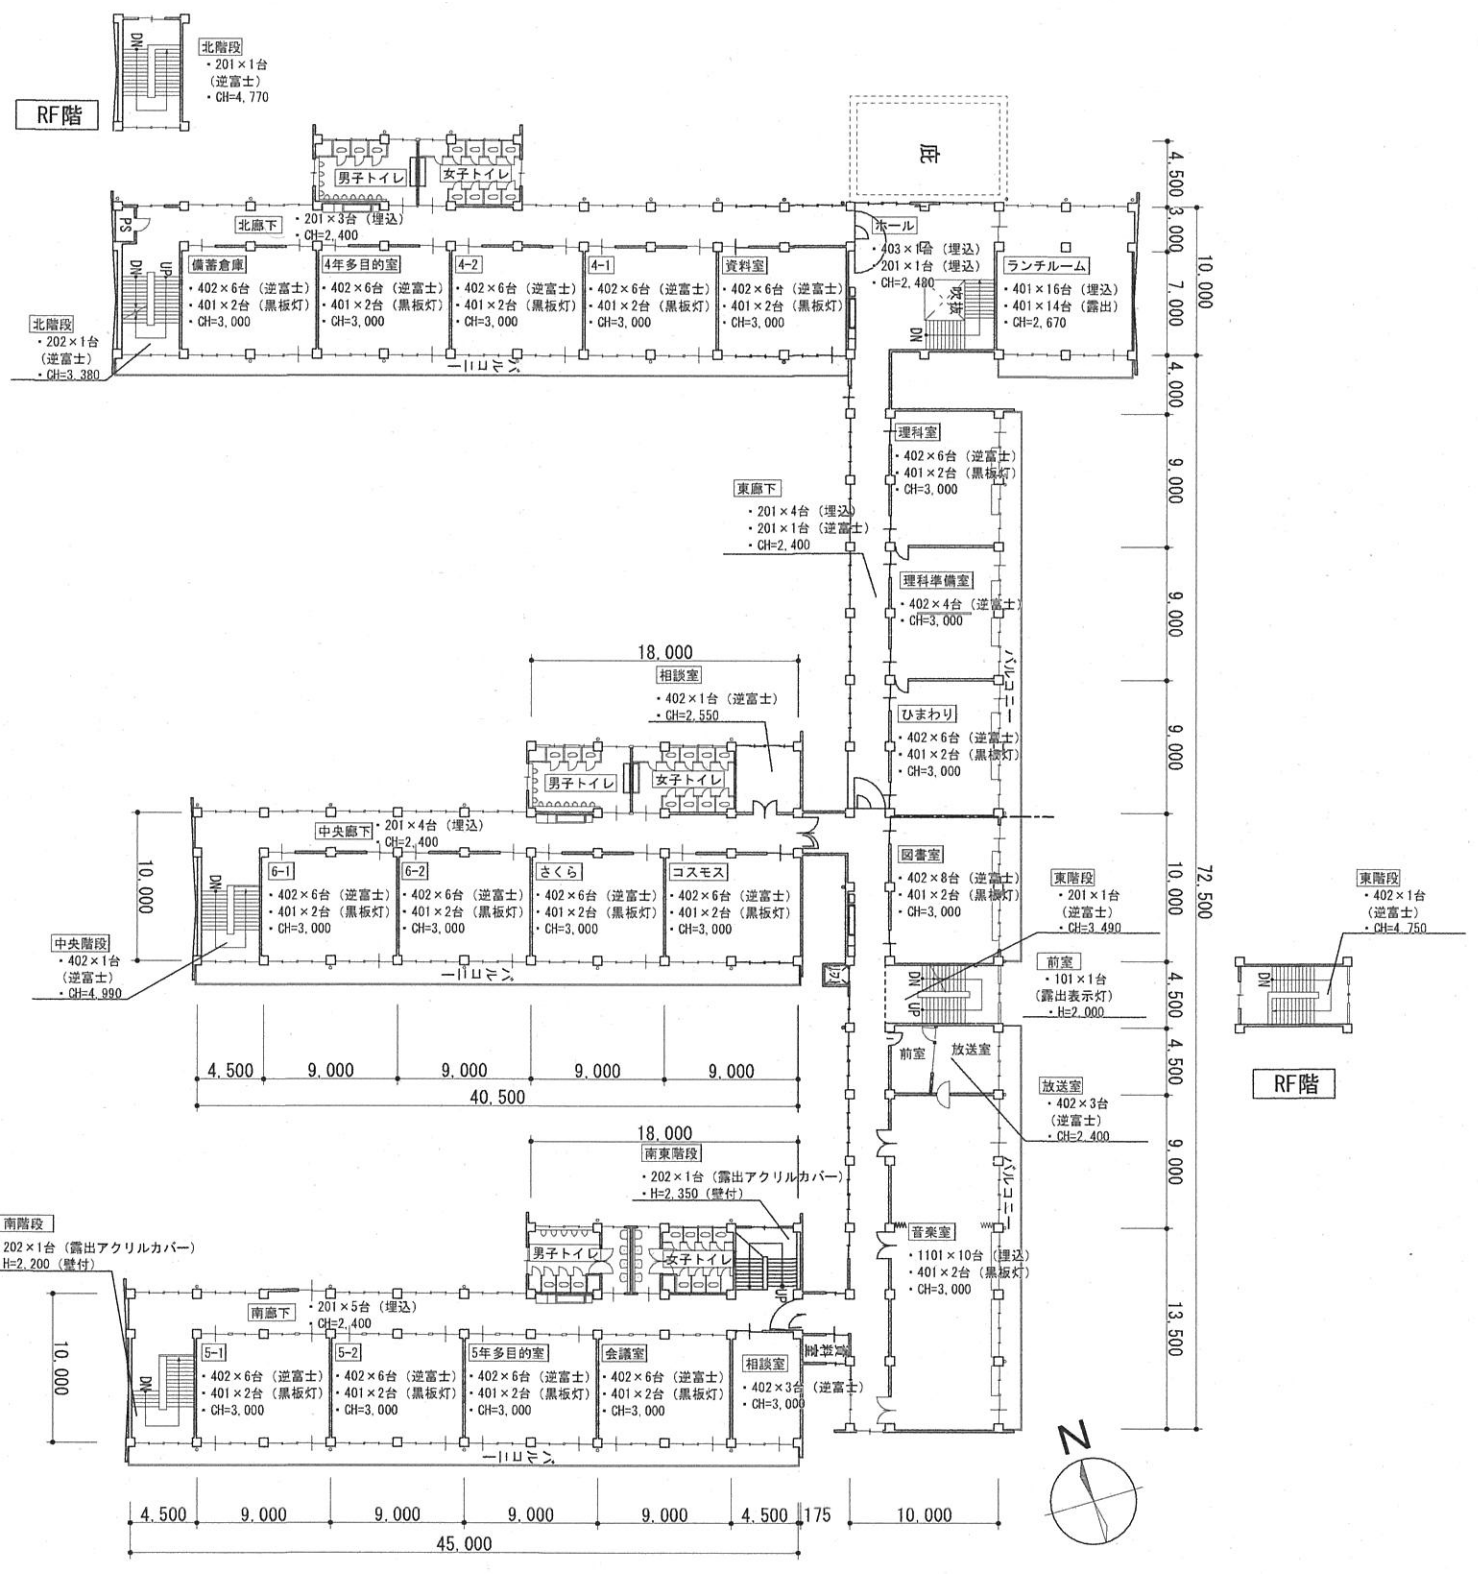 RF階
DN
北階段
・201×1台
(逆富士)
・CH=4,770
男子トイレ
女子トイレ
庇
4,500
3,000
7,000
10,000
4,000
PS
北廊下
・201×3台 (埋込)
・CH=2,400
ホール
・403×1台 (埋込)
・201×1台 (埋込)
・CH=2,480
吹抜
DN
ランチルーム
・401×16台 (埋込)
・401×14台 (露出)
・CH=2,670
DN
UP
備蓄倉庫
・402×6台 (逆富士)
・401×2台 (黒板灯)
・CH=3,000
4年多目的室
・402×6台 (逆富士)
・401×2台 (黒板灯)
・CH=3,000
4-2
・402×6台 (逆富士)
・401×2台 (黒板灯)
・CH=3,000
4-1
・402×6台 (逆富士)
・401×2台 (黒板灯)
・CH=3,000
資料室
・402×6台 (逆富士)
・401×2台 (黒板灯)
・CH=3,000
北階段
・202×1台
(逆富士)
・CH=3,380
バルコニー
理科室
・402×6台 (逆富士)
・401×2台 (黒板灯)
・CH=3,000
9,000
東廊下
・201×4台 (埋込)
・201×1台 (逆富士)
・CH=2,400
理科準備室
・402×4台 (逆富士)
・CH=3,000
9,000
バルコニー
ひまわり
・402×6台 (逆富士)
・401×2台 (黒板灯)
・CH=3,000
9,000
18,000
相談室
・402×1台 (逆富士)
・CH=2,550
男子トイレ
女子トイレ
中央廊下
・201×4台 (埋込)
・CH=2,400
10,000
DN
6-1
・402×6台 (逆富士)
・401×2台 (黒板灯)
・CH=3,000
6-2
・402×6台 (逆富士)
・401×2台 (黒板灯)
・CH=3,000
さくら
・402×6台 (逆富士)
・401×2台 (黒板灯)
・CH=3,000
コスモス
・402×6台 (逆富士)
・401×2台 (黒板灯)
・CH=3,000
図書室
・402×8台 (逆富士)
・401×2台 (黒板灯)
・CH=3,000
10,000
72,500
中央階段
・402×1台
(逆富士)
・CH=4,990
バルコニー
東階段
・201×1台
(逆富士)
・CH=3,490
東階段
・402×1台
(逆富士)
・CH=4,750
DN
RF階
DN
UP
前室
・101×1台
(露出表示灯)
・H=2,000
4,500
前室
放送室
4,500
放送室
・402×3台
(逆富士)
・CH=2,400
9,000
4,500
9,000
9,000
9,000
9,000
40,500
18,000
南東階段
・202×1台 (露出アクリルカバー)
・H=2,350 (壁付)
バルコニー
音楽室
・1101×10台 (埋込)
・401×2台 (黒板灯)
・CH=3,000
13,500
南階段
202×1台 (露出アクリルカバー)
H=2,200 (壁付)
男子トイレ
女子トイレ
UP
南廊下
・201×5台 (埋込)
・CH=2,400
10,000
DN
5-1
・402×6台 (逆富士)
・401×2台 (黒板灯)
・CH=3,000
5-2
・402×6台 (逆富士)
・401×2台 (黒板灯)
・CH=3,000
5年多目的室
・402×6台 (逆富士)
・401×2台 (黒板灯)
・CH=3,000
会議室
・402×6台 (逆富士)
・401×2台 (黒板灯)
・CH=3,000
相談室
・402×3台 (逆富士)
・CH=3,000
資料室
バルコニー
N
4,500
9,000
9,000
9,000
9,000
4,500
175
10,000
45,000